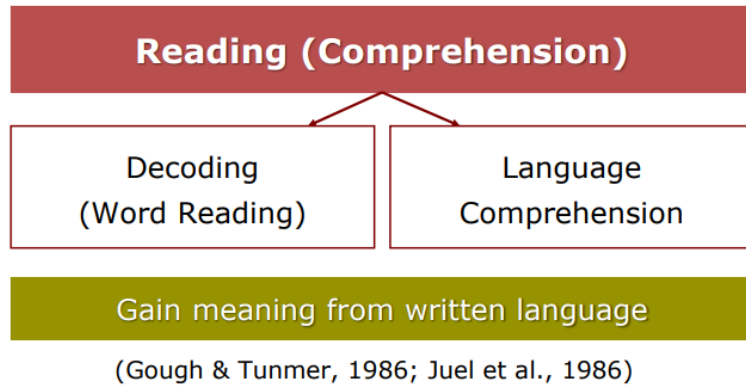 Reading (Comprehension)
Decoding
(Word Reading)
Language
Comprehension
Gain meaning from written language
(Gough & Tunmer, 1986; Juel et al., 1986)